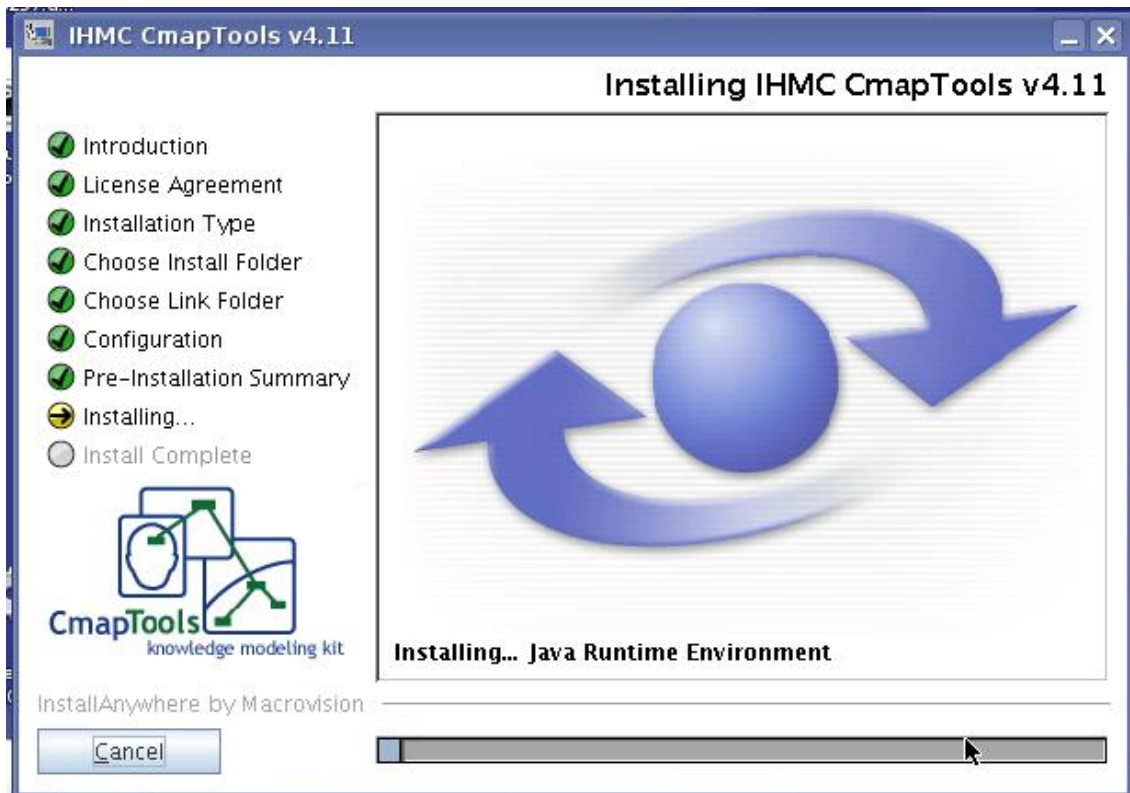 IHMC CmapTools v4.11
Installing IHMC CmapTools v4.11
Introduction
License Agreement
Installation Type
Choose Install Folder
Choose Link Folder
Configuration
Pre-Installation Summary
Installing...
Install Complete
CmapTools
knowledge modeling kit
Installing... Java Runtime Environment
InstallAnywhere by Macrovision
Cancel